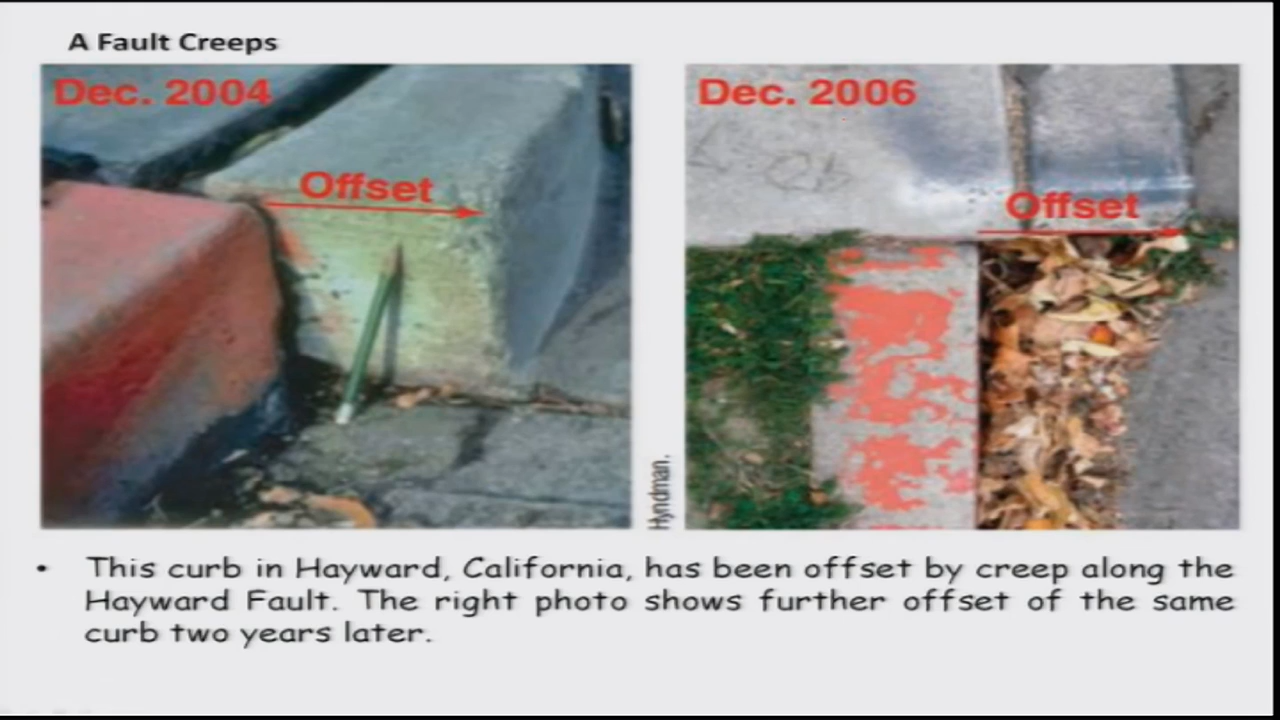 A Fault Creeps
Dec. 2004
Offset
Dec. 2006
Offset
Hyndman.
• This curb in Hayward, California, has been offset by creep along the
Hayward Fault. The right photo shows further offset of the same
curb two years later.